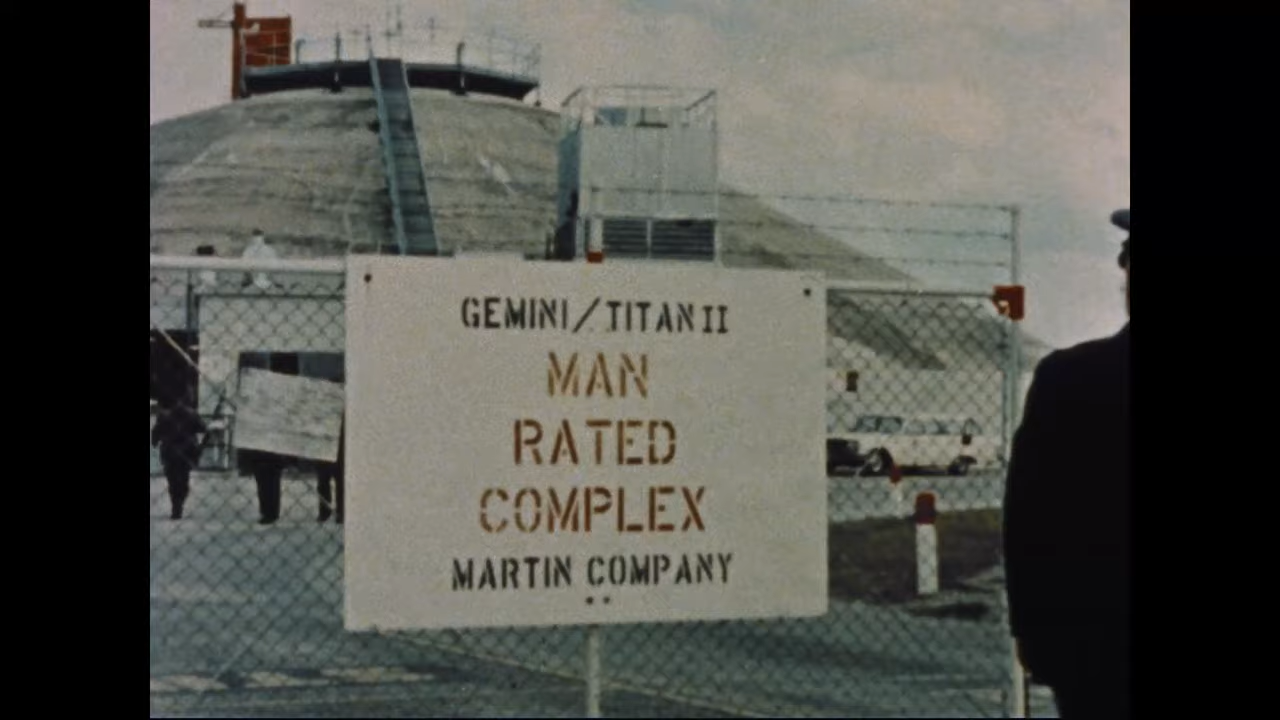 GEMINI/TITAN II
MAN
RATED
COMPLEX
MARTIN COMPANY